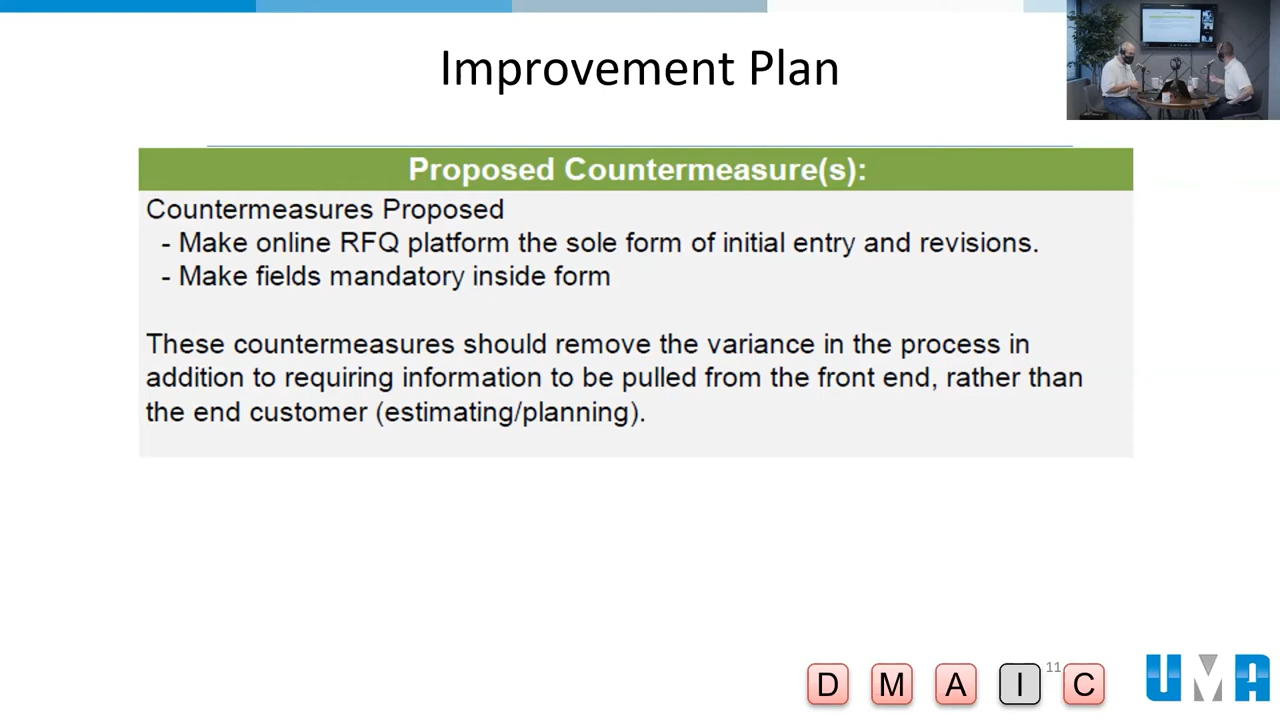 Improvement Plan
Proposed Countermeasure(s):
Countermeasures Proposed
- Make online RFQ platform the sole form of initial entry and revisions.
- Make fields mandatory inside form
These countermeasures should remove the variance in the process in
addition to requiring information to be pulled from the front end, rather than
the end customer (estimating/planning).
D M A I 11 C
UMA